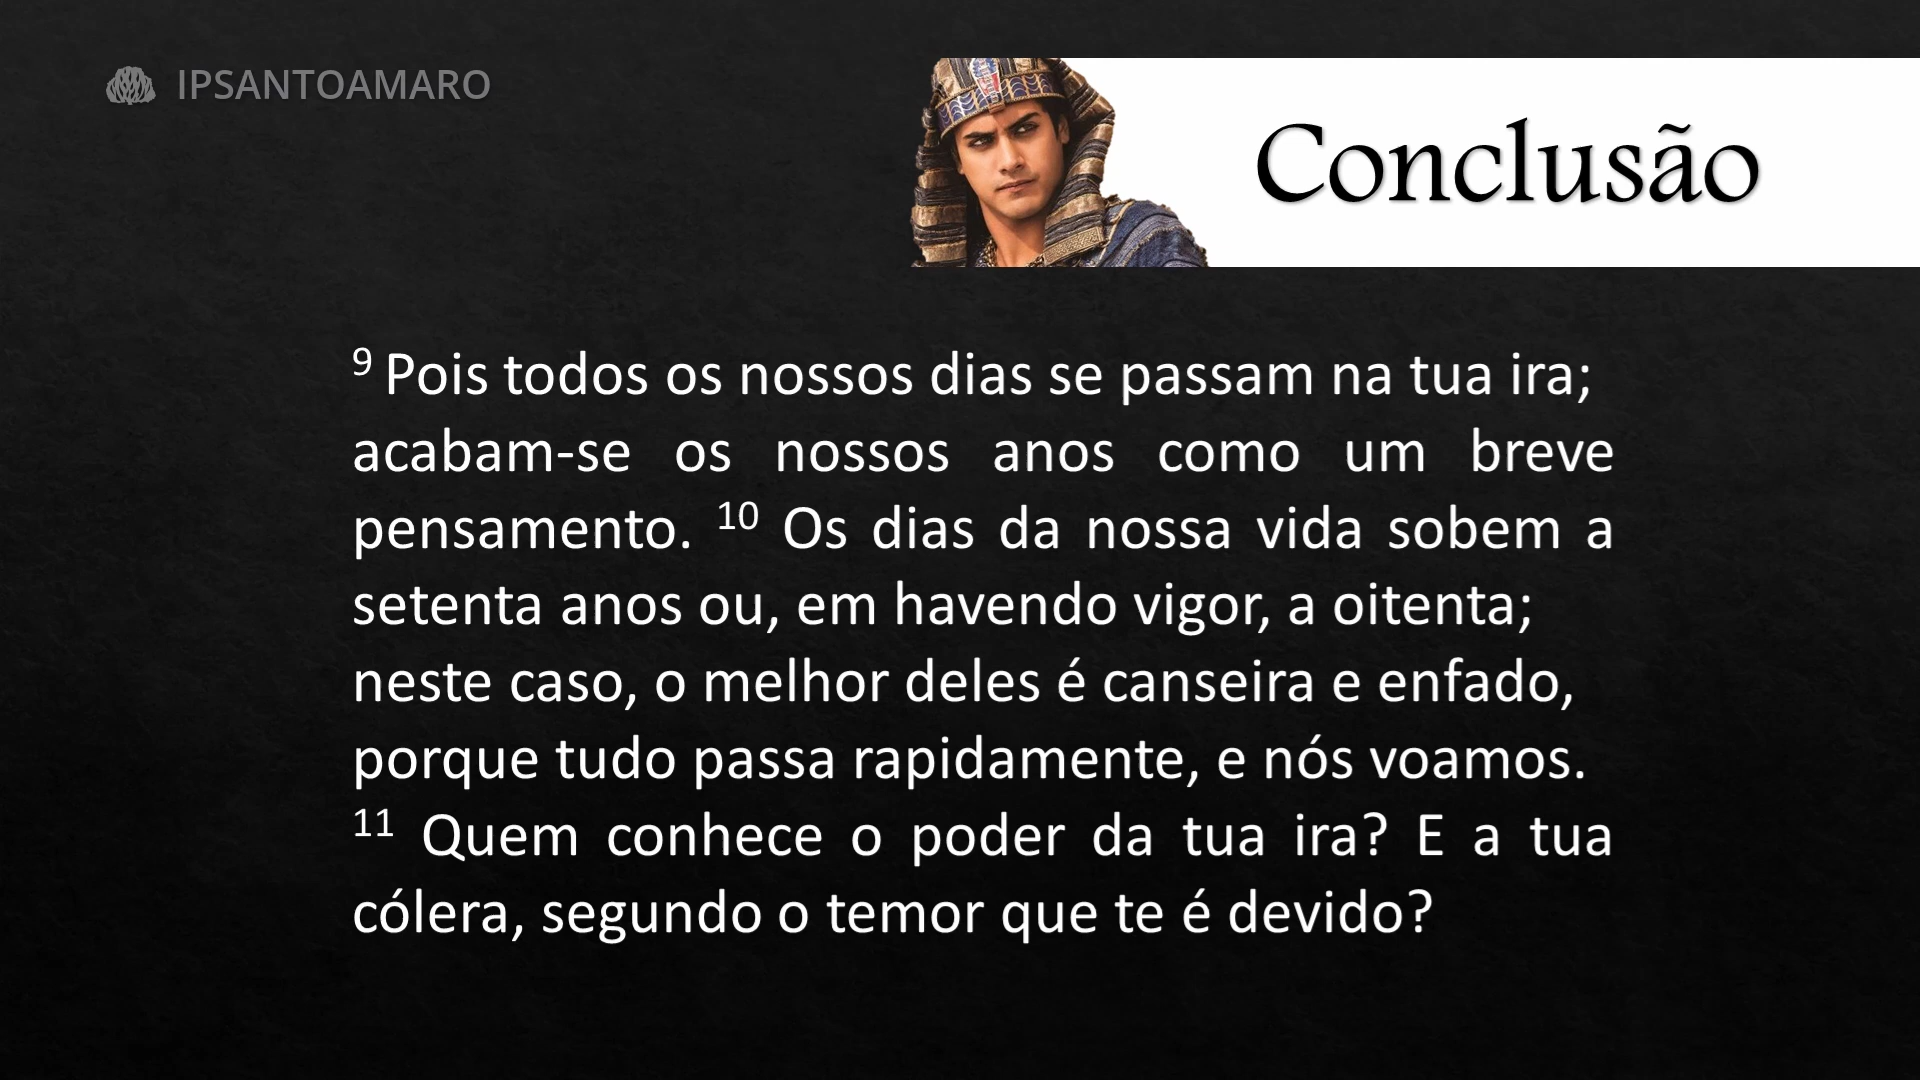 IPSANTOAMARO
Conclusão
9 Pois todos os nossos dias se passam na tua ira;
acabam-se os nossos anos como um breve
pensamento. 10 Os dias da nossa vida sobem a
setenta anos ou, em havendo vigor, a oitenta;
neste caso, o melhor deles é canseira e enfado,
porque tudo passa rapidamente, e nós voamos.
11 Quem conhece o poder da tua ira? E a tua
cólera, segundo o temor que te é devido?